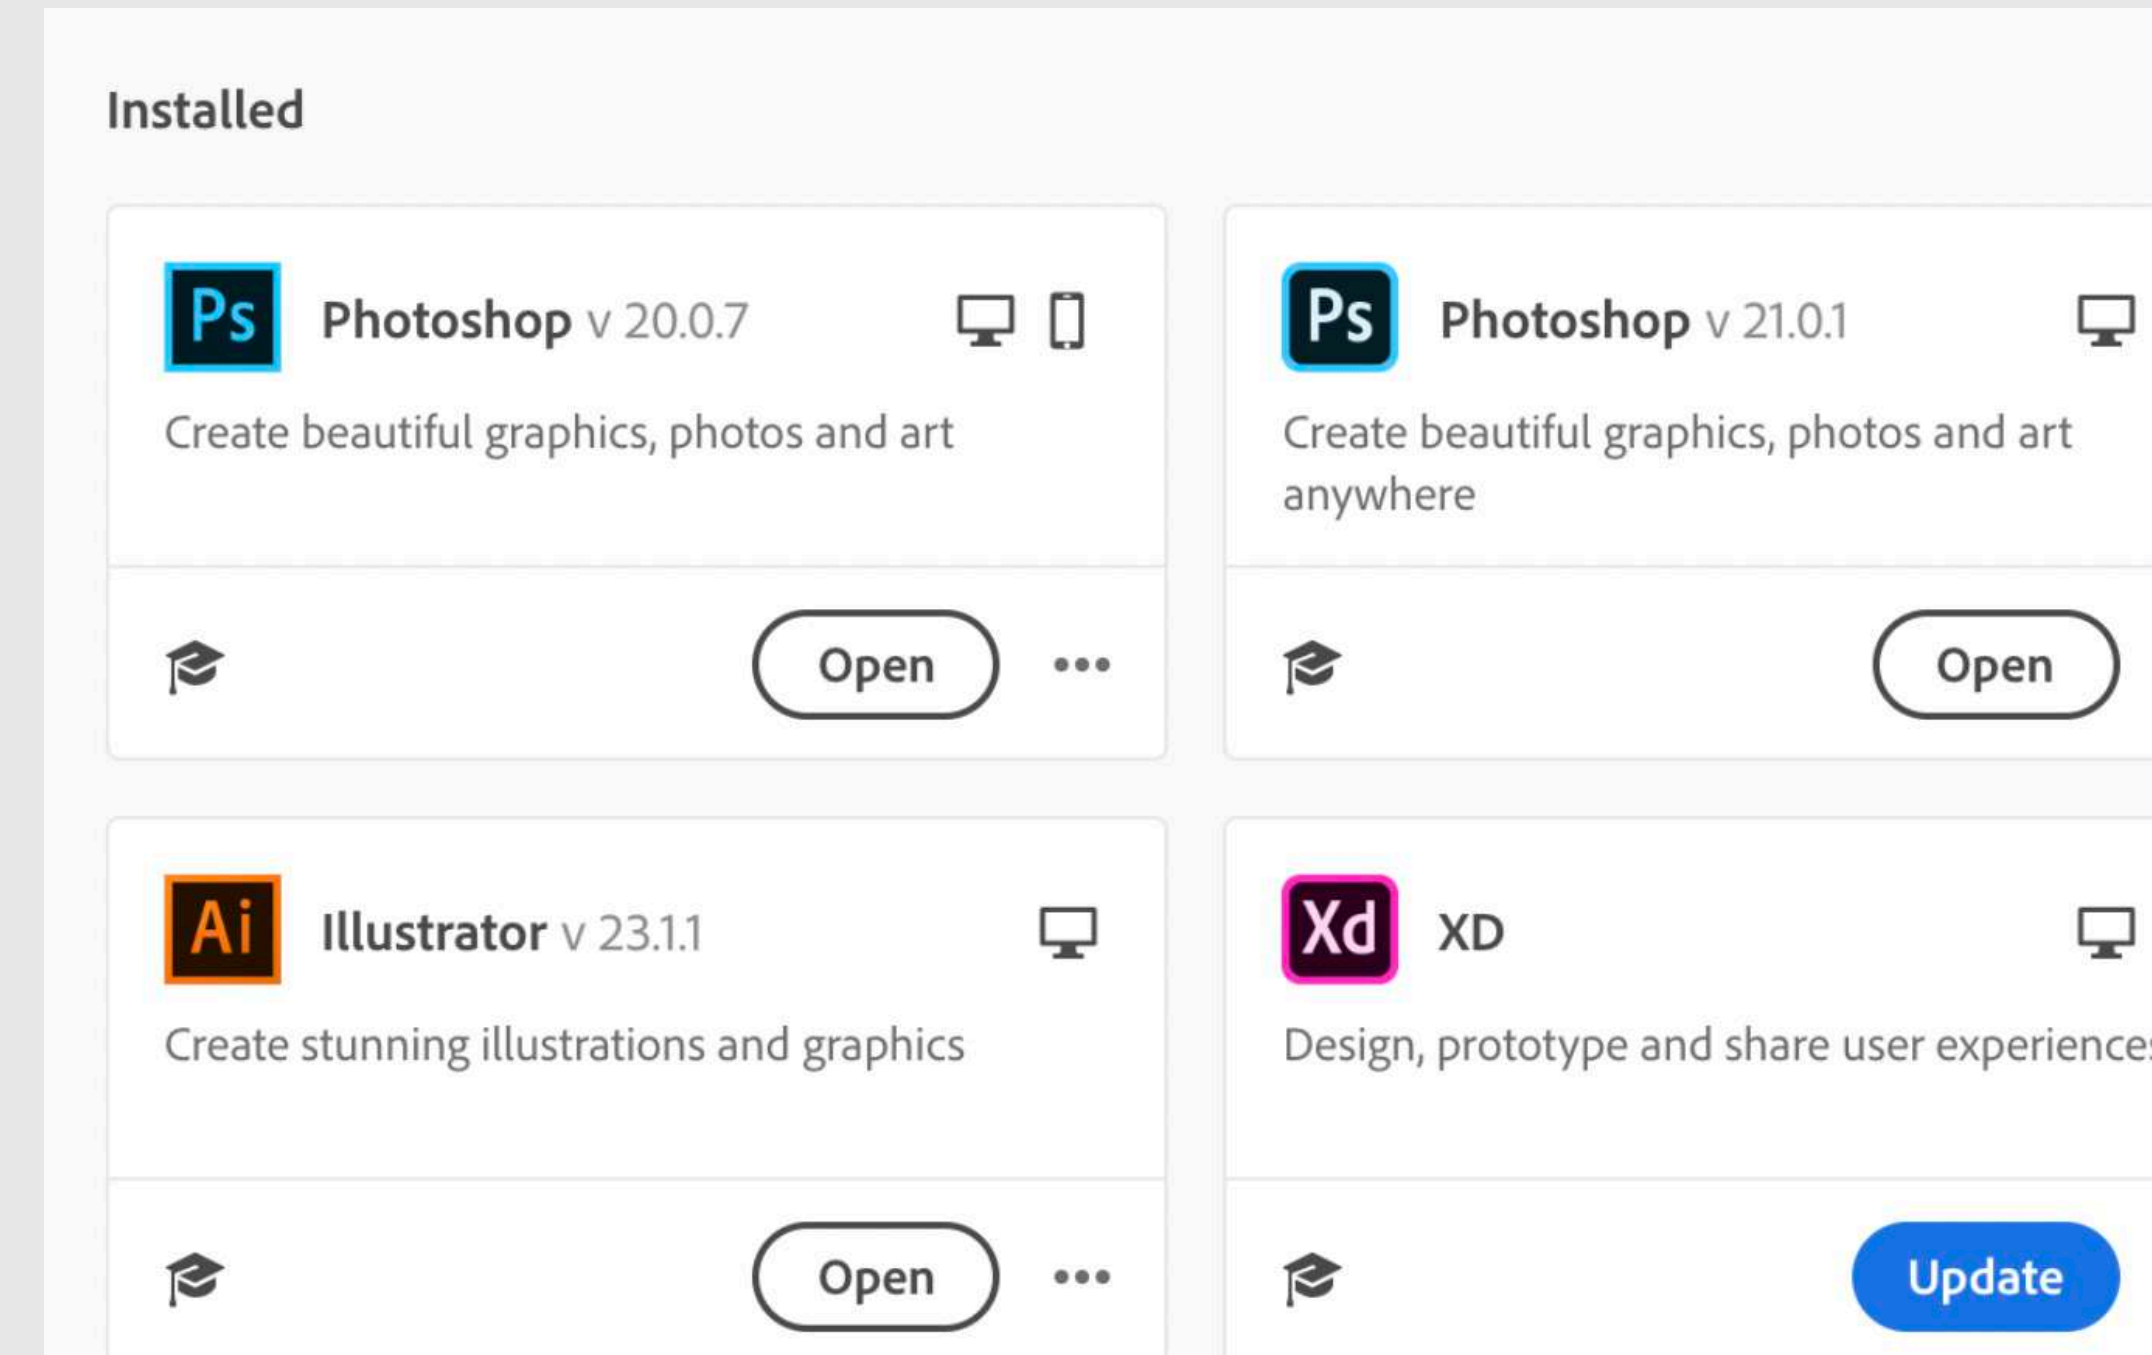 Installed
Ps Photoshop v 20.0.7
Create beautiful graphics, photos and art
Open
Ps Photoshop v 21.0.1
Create beautiful graphics, photos and art
anywhere
Open
Ai Illustrator v 23.1.1
Create stunning illustrations and graphics
Open
Xd XD
Design, prototype and share user experiences
Update